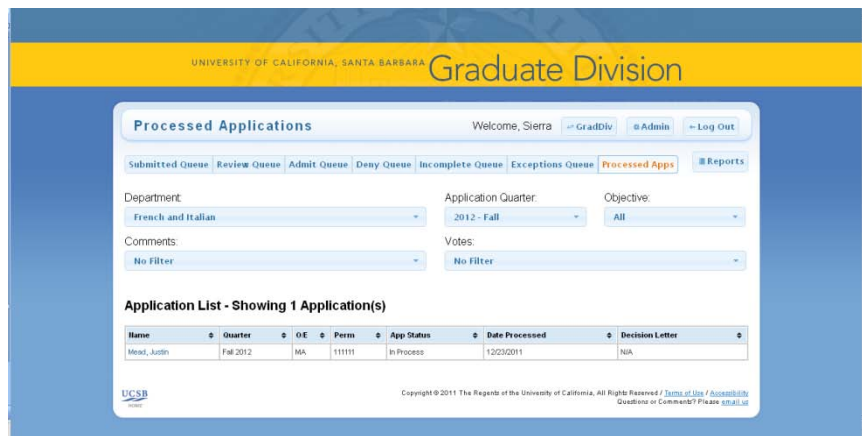 UNIVERSITY OF CALIFORNIA, SANTA BARBARA Graduate Division
Processed Applications Welcome, Sierra GradDiv Admin Log Out
Submitted Queue Review Queue Admit Queue Deny Queue Incomplete Queue Exceptions Queue Processed Apps Reports
Department: Application Quarter: Objective:
French and Italian 2012 - Fall All
Comments: Votes:
No Filter No Filter
Application List - Showing 1 Application(s)
Name Quarter O/E Perm App Status Date Processed Decision Letter
Mead, Justin Fall 2012 MA 111111 In Process 12/23/2011 N/A
UCSB Copyright © 2011 The Regents of the University of California, All Rights Reserved / Terms of Use / Accessibility
HOME Questions or Comments? Please email us